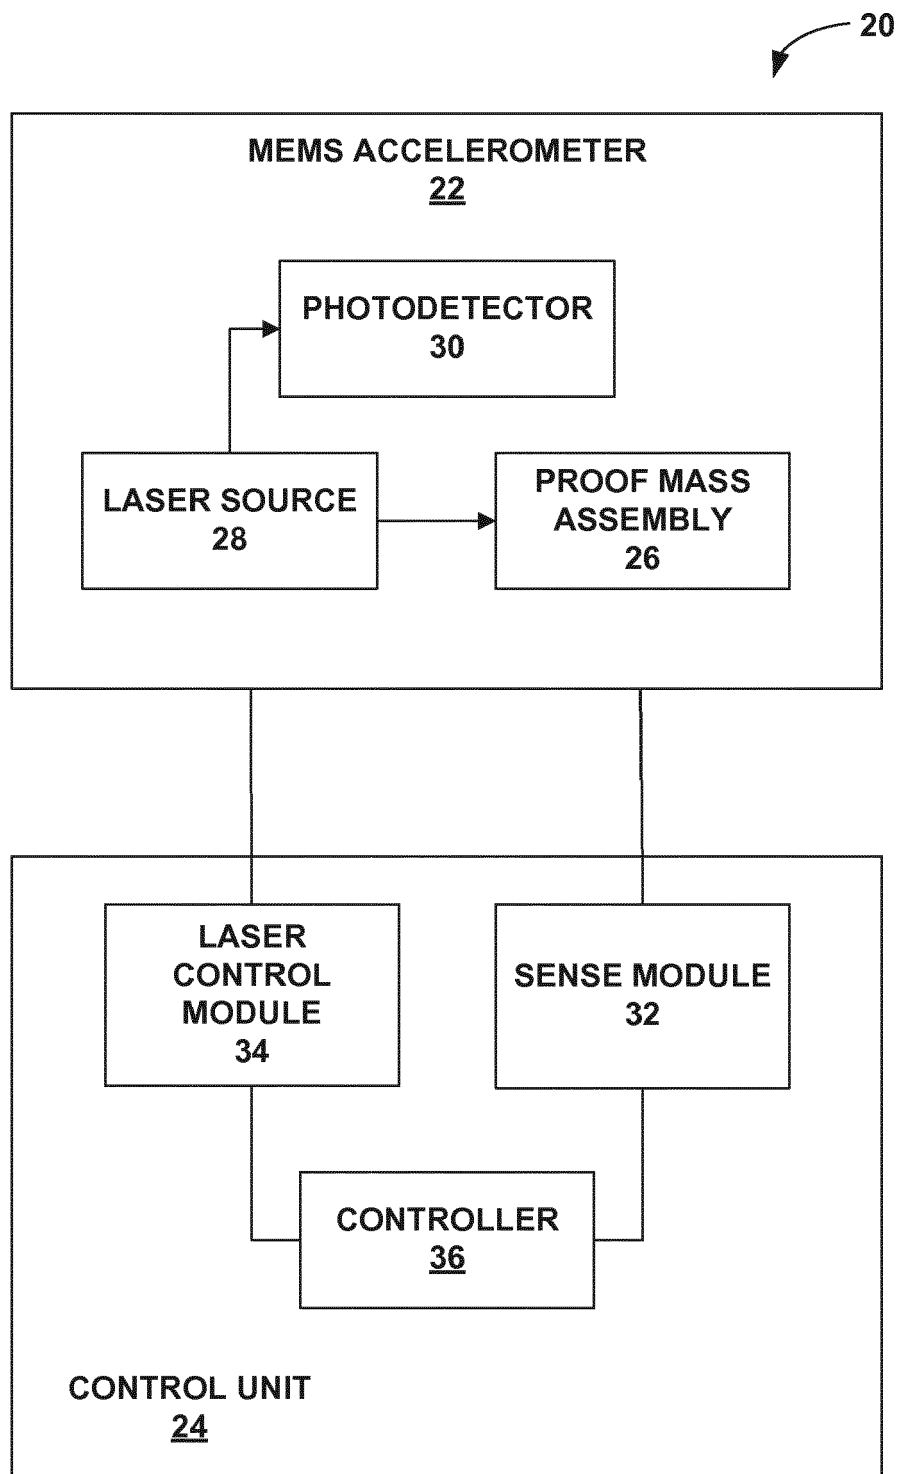 20
MEMS ACCELEROMETER
22
PHOTODETECTOR
30
LASER SOURCE
28
PROOF MASS
ASSEMBLY
26
LASER
CONTROL
MODULE
34
SENSE MODULE
32
CONTROLLER
36
CONTROL UNIT
24